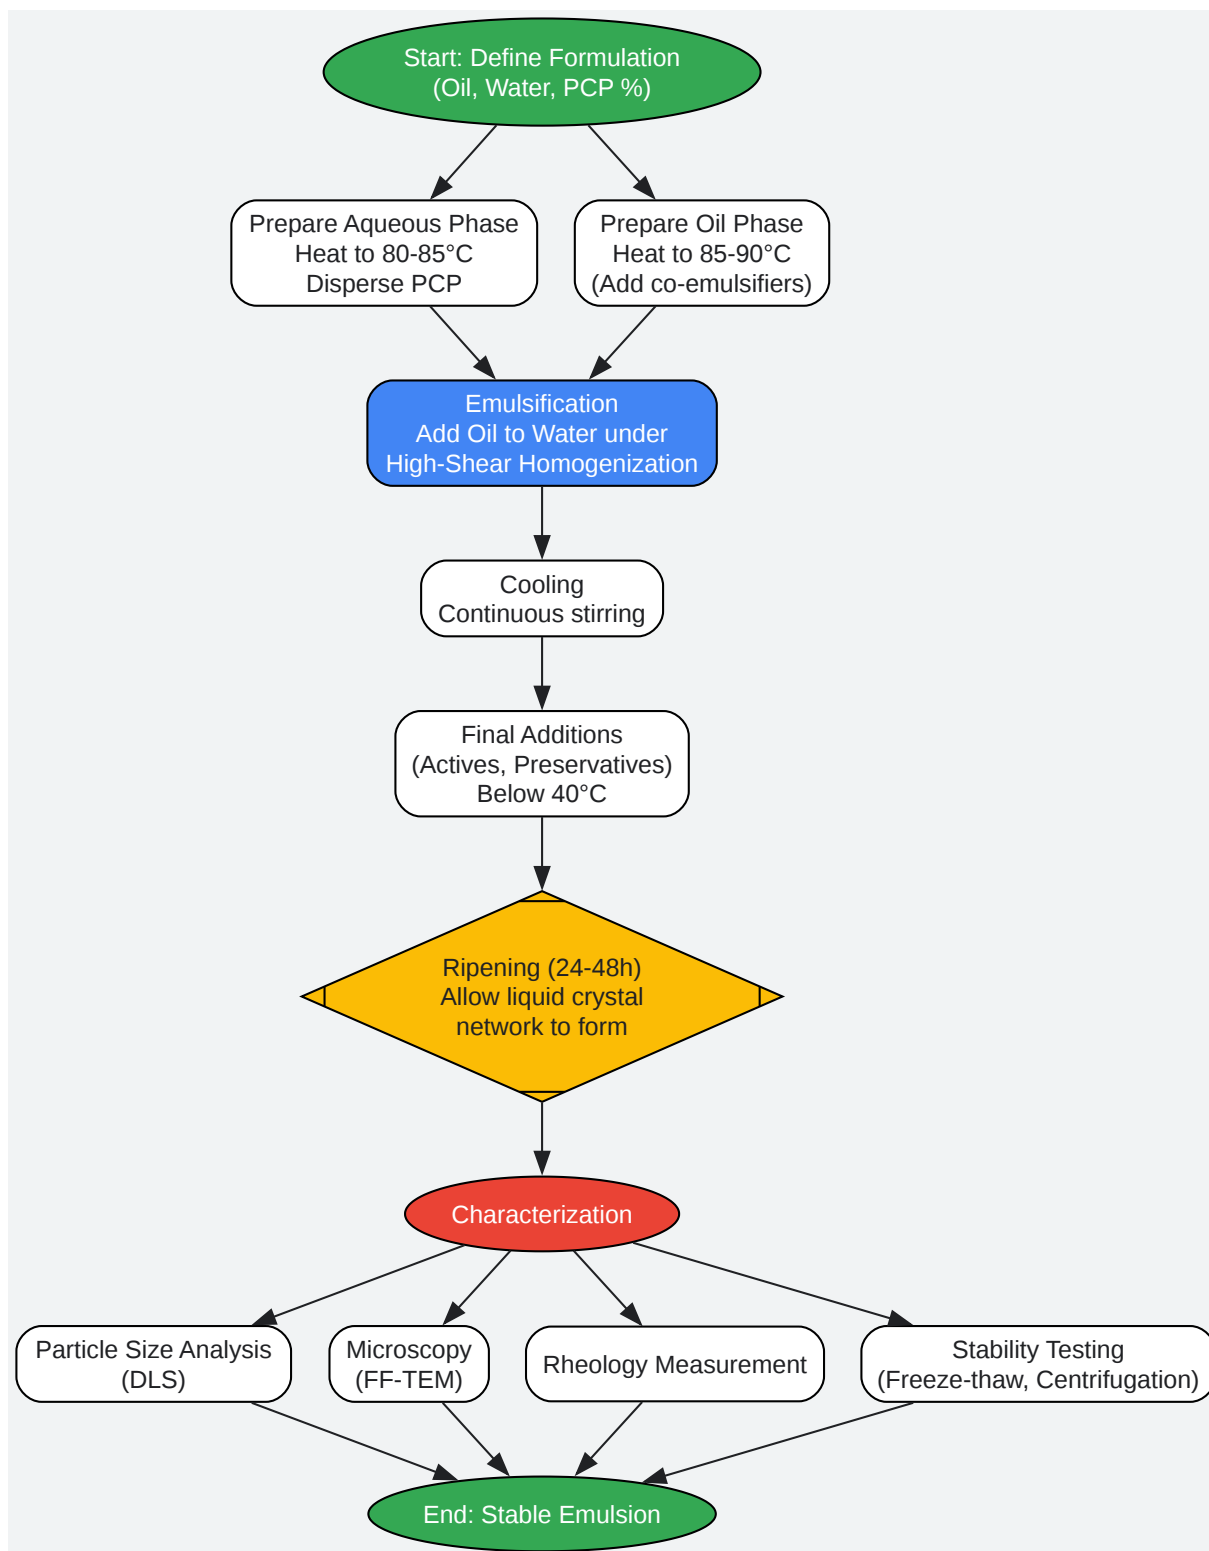 Start: Define Formulation
(Oil, Water, PCP %)
Prepare Aqueous Phase
Heat to 80-85°C
Disperse PCP
Prepare Oil Phase
Heat to 85-90°C
(Add co-emulsifiers)
Emulsification
Add Oil to Water under
High-Shear Homogenization
Cooling
Continuous stirring
Final Additions
(Actives, Preservatives)
Below 40°C
Ripening (24-48h)
Allow liquid crystal
network to form
Characterization
Particle Size Analysis
(DLS)
Microscopy
(FF-TEM)
Rheology Measurement
Stability Testing
(Freeze-thaw, Centrifugation)
End: Stable Emulsion